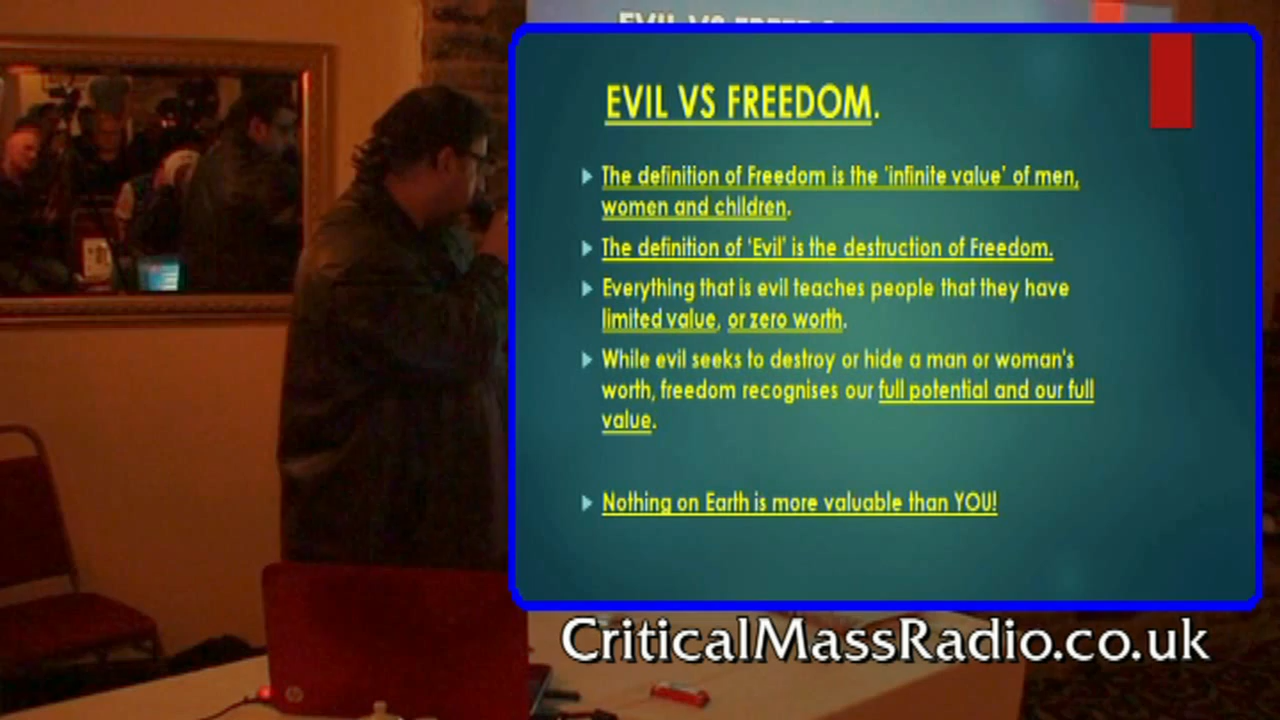 EVIL VS FREEDOM.
The definition of Freedom is the 'infinite value' of men,
women and children.
The definition of 'Evil' is the destruction of Freedom.
Everything that is evil teaches people that they have
limited value, or zero worth.
While evil seeks to destroy or hide a man or woman's
worth, freedom recognises our full potential and our full
value.
Nothing on Earth is more valuable than YOU!
CriticalMassRadio.co.uk
hp